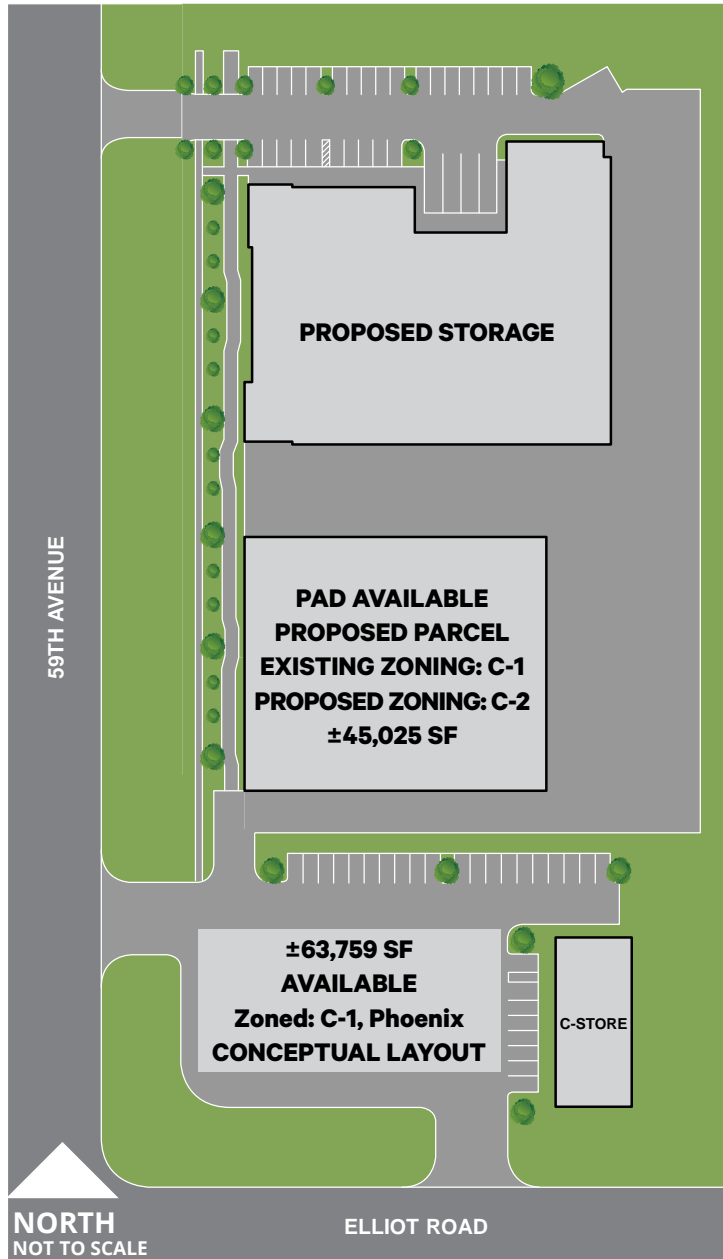 PROPOSED STORAGE
59TH AVENUE
PAD AVAILABLE
PROPOSED PARCEL
EXISTING ZONING: C-1
PROPOSED ZONING: C-2
±45,025 SF
±63,759 SF
AVAILABLE
Zoned: C-1, Phoenix
CONCEPTUAL LAYOUT
C-STORE
NORTH
NOT TO SCALE
ELLIOT ROAD